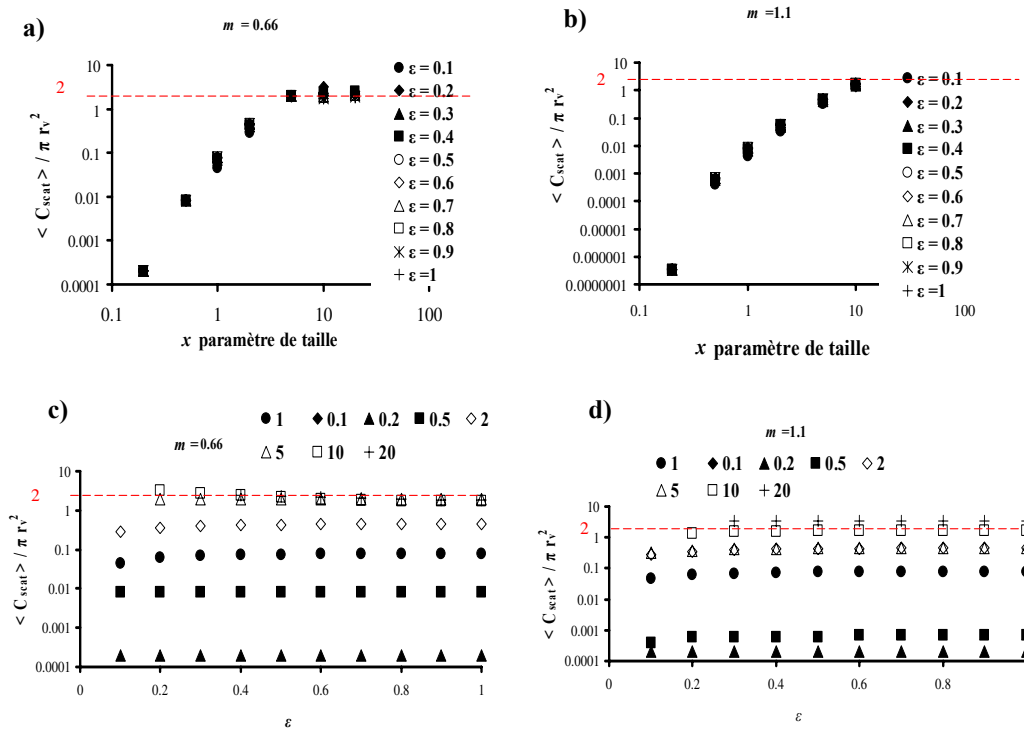 a)
m = 0.66
10
2
1
0.1
0.01
0.001
0.0001
< C scat > / π r v 2
0.1
1
10
100
x paramètre de taille
ε = 0.1
ε = 0.2
ε = 0.3
ε = 0.4
ε = 0.5
ε = 0.6
ε = 0.7
ε = 0.8
ε = 0.9
ε =1
b)
m =1.1
10
2
1
0.1
0.01
0.001
0.0001
0.00001
0.000001
0.0000001
< C scat > / π r v 2
0.1
1
10
100
x paramètre de taille
ε = 0.1
ε = 0.2
ε = 0.3
ε = 0.4
ε = 0.5
ε = 0.6
ε = 0.7
ε = 0.8
ε = 0.9
ε =1
c)
1 0.1 0.2 0.5 2
m =0.66
5 10 20
10
2
1
0.1
0.01
0.001
0.0001
< C scat > / π r v 2
0 0.2 0.4 0.6 0.8 1
ε
d)
m =1.1
1 0.1 0.2 0.5 2
5 10 20
10
2
1
0.1
0.01
0.001
0.0001
< C scat > / π r v 2
0 0.2 0.4 0.6 0.8
ε